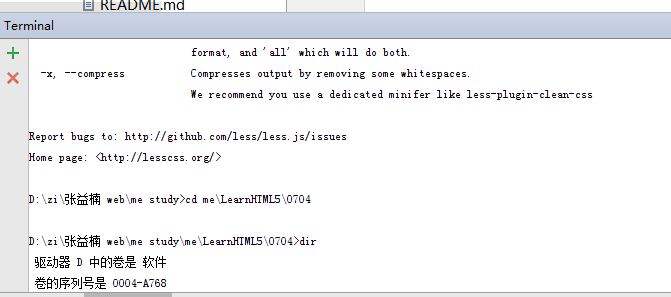 README.md
Terminal
format, and 'all' which will do both.
-x, --compress Compresses output by removing some whitespaces.
We recommend you use a dedicated minifer like less-plugin-clean-css
Report bugs to: http://github.com/less/less.js/issues
Home page: <http://lesscss.org/>
D:\zi\张益楠 web\me study>cd me\LearnHTML5\0704
D:\zi\张益楠 web\me study\me\LearnHTML5\0704>dir
驱动器 D 中的卷是 软件
卷的序列号是 0004-A768